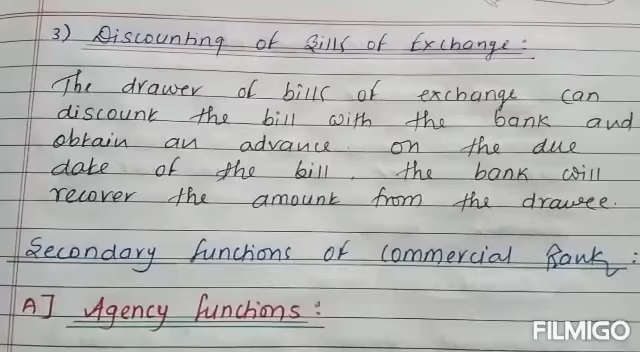 3) Discounting of Bills of Exchange:
The drawer of bills of exchange can
discount the bill with the bank and
obtain an advance. on the due
date of the bill, the bank will
recover the amount from the drawee.
Secondary functions of commercial Bank:
A] Agency functions:
FILMIGO